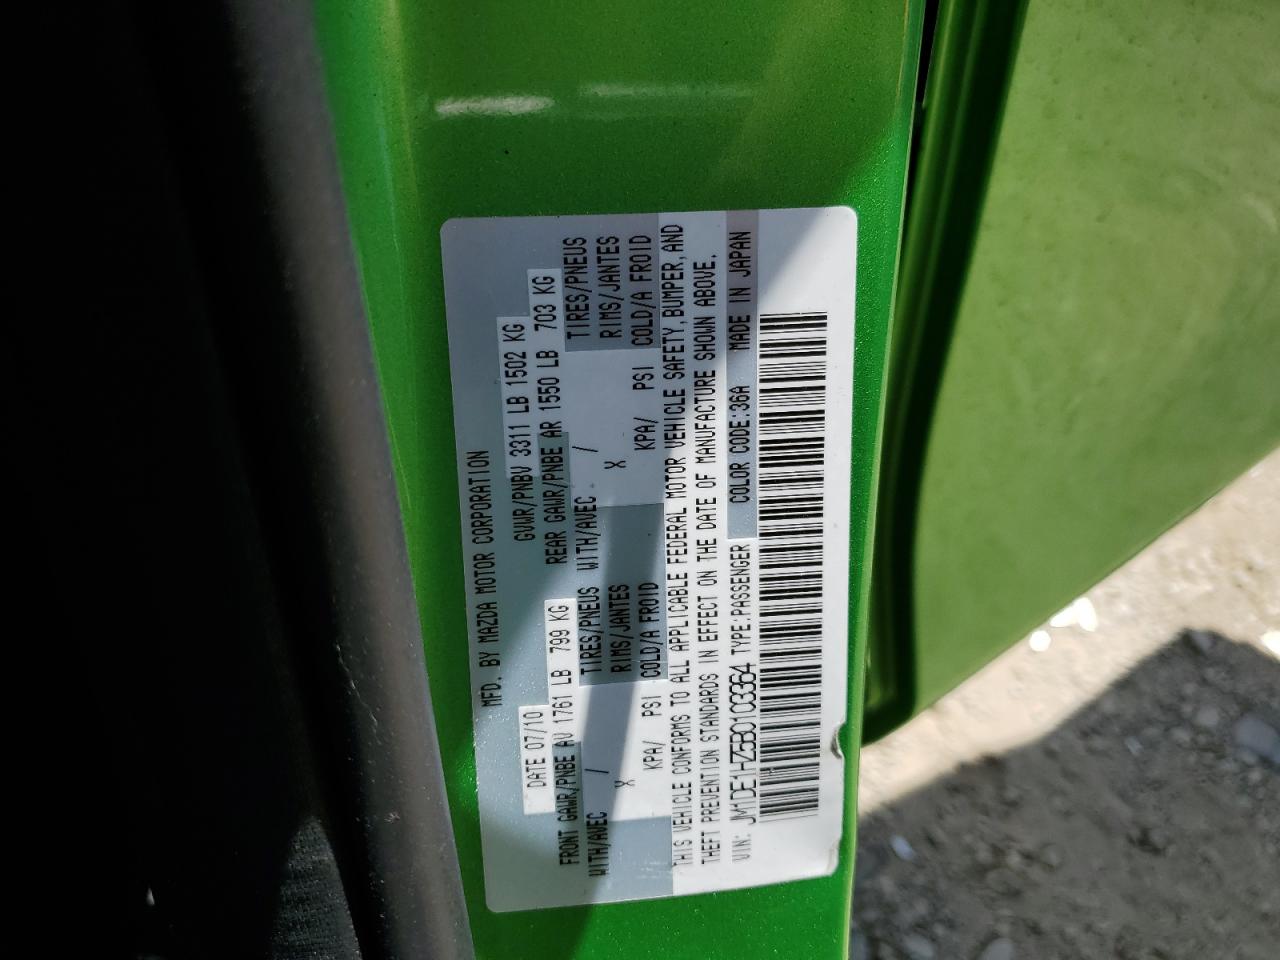 MFD. BY MAZDA MOTOR CORPORATION
DATE 07/10 GVWR/PNBV 3311 LB 1502 KG
FRONT GAWR/PNBE AV 1761 LB 799 KG REAR GAWR/PNBE AR 1550 LB 703 KG
WITH/AVEC / TIRES/PNEUS WITH/AVEC / TIRES/PNEUS
X RIMS/JANTES X RIMS/JANTES
KPA/ PSI COLD/A FROID KPA/ PSI COLD/A FROID
THIS VEHICLE CONFORMS TO ALL APPLICABLE FEDERAL MOTOR VEHICLE SAFETY, BUMPER, AND
THEFT PREVENTION STANDARDS IN EFFECT ON THE DATE OF MANUFACTURE SHOWN ABOVE.
VIN: JM1DE1HZ5B0103364 TYPE:PASSENGER COLOR CODE:36A MADE IN JAPAN